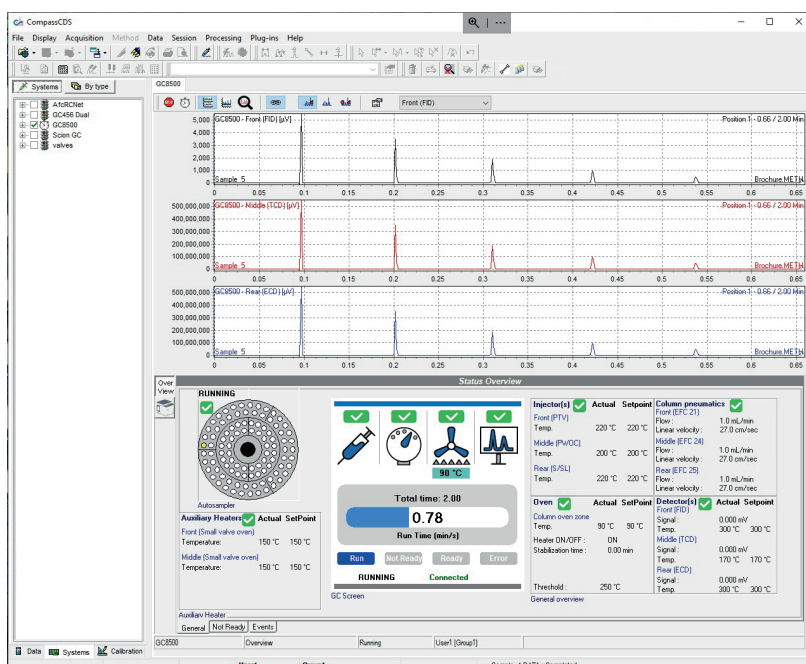 CompassCDS
File Display Acquisition Method Data Session Processing Plug-ins Help
Systems By type
GC8500
AfcRCNet
GC456 Dual
GC8500
Scion GC
valves
Front (FID)
GC8500 - Front (FID) [µV] Position 1 - 0.66 / 2.00 Min
5,000
4,000
3,000
2,000
1,000
0
Sample 5 Brochure.METH
0 0.05 0.1 0.15 0.2 0.25 0.3 0.35 0.4 0.45 0.5 0.55 0.6 0.65
GC8500 - Middle (TCD) [µV] Position 1 - 0.66 / 2.00 Min
500,000,000
400,000,000
300,000,000
200,000,000
100,000,000
0
Sample 5 Brochure.METH
0 0.05 0.1 0.15 0.2 0.25 0.3 0.35 0.4 0.45 0.5 0.55 0.6 0.65
GC8500 - Rear (ECD) [µV] Position 1 - 0.66 / 2.00 Min
500,000,000
400,000,000
300,000,000
200,000,000
100,000,000
0
Sample 5 Brochure.METH
0 0.05 0.1 0.15 0.2 0.25 0.3 0.35 0.4 0.45 0.5 0.55 0.6 0.65
Over View
Status Overview
RUNNING
Autosampler
Auxiliary Heaters Actual SetPoint
Front (Small valve oven)
Temperature: 150 °C 150 °C
Middle (Small valve oven)
Temperature: 150 °C 150 °C
Auxiliary Heater
90 °C
Total time: 2.00
0.78
Run Time (min/s)
Run Not Ready Ready Error
RUNNING Connected
GC Screen
Injector(s) Actual Setpoint
Front (PTV)
Temp. 220 °C 220 °C
Middle (PWOC)
Temp. 200 °C 200 °C
Rear (S/SL)
Temp. 220 °C 220 °C
Column pneumatics
Front (EFC 21)
Flow : 1.0 mL/min
Linear velocity : 27.0 cm/sec
Middle (EFC 24)
Flow : 1.0 mL/min
Linear velocity : 27.0 cm/sec
Rear (EFC 25)
Flow : 1.0 mL/min
Linear velocity : 27.0 cm/sec
Oven Actual SetPoint
Column oven zone
Temp. 90 °C 90 °C
Heater ON/OFF : ON
Stabilization time : 0.00 min
Threshold : 250 °C
General overview
Detector(s) Actual Setpoint
Front (FID)
Signal : 0.000 mV
Temp. 300 °C 300 °C
Middle (TCD)
Signal : 0.000 mV
Temp. 170 °C 170 °C
Rear (ECD)
Signal : 0.000 mV
Temp. 300 °C 300 °C
General Not Ready Events
GC8500 Overview Running User1 [Group1]
Data Systems Calibration